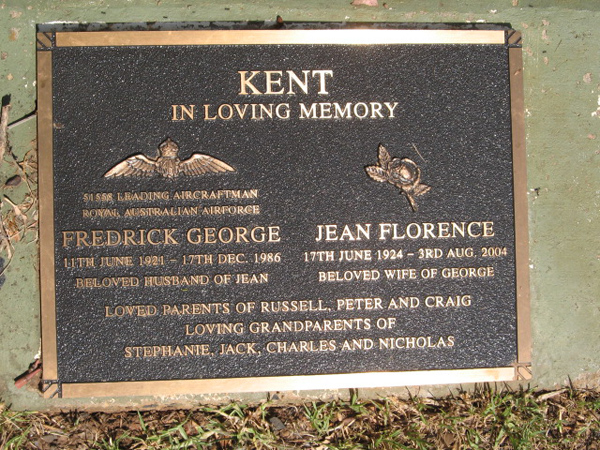 KENT
IN LOVING MEMORY
51558 LEADING AIRCRAFTMAN
ROYAL AUSTRALIAN AIRFORCE
FREDRICK GEORGE
11TH JUNE 1921 - 17TH DEC. 1986
BELOVED HUSBAND OF JEAN
JEAN FLORENCE
17TH JUNE 1924 - 3RD AUG. 2004
BELOVED WIFE OF GEORGE
LOVED PARENTS OF RUSSELL, PETER AND CRAIG
LOVING GRANDPARENTS OF
STEPHANIE, JACK, CHARLES AND NICHOLAS